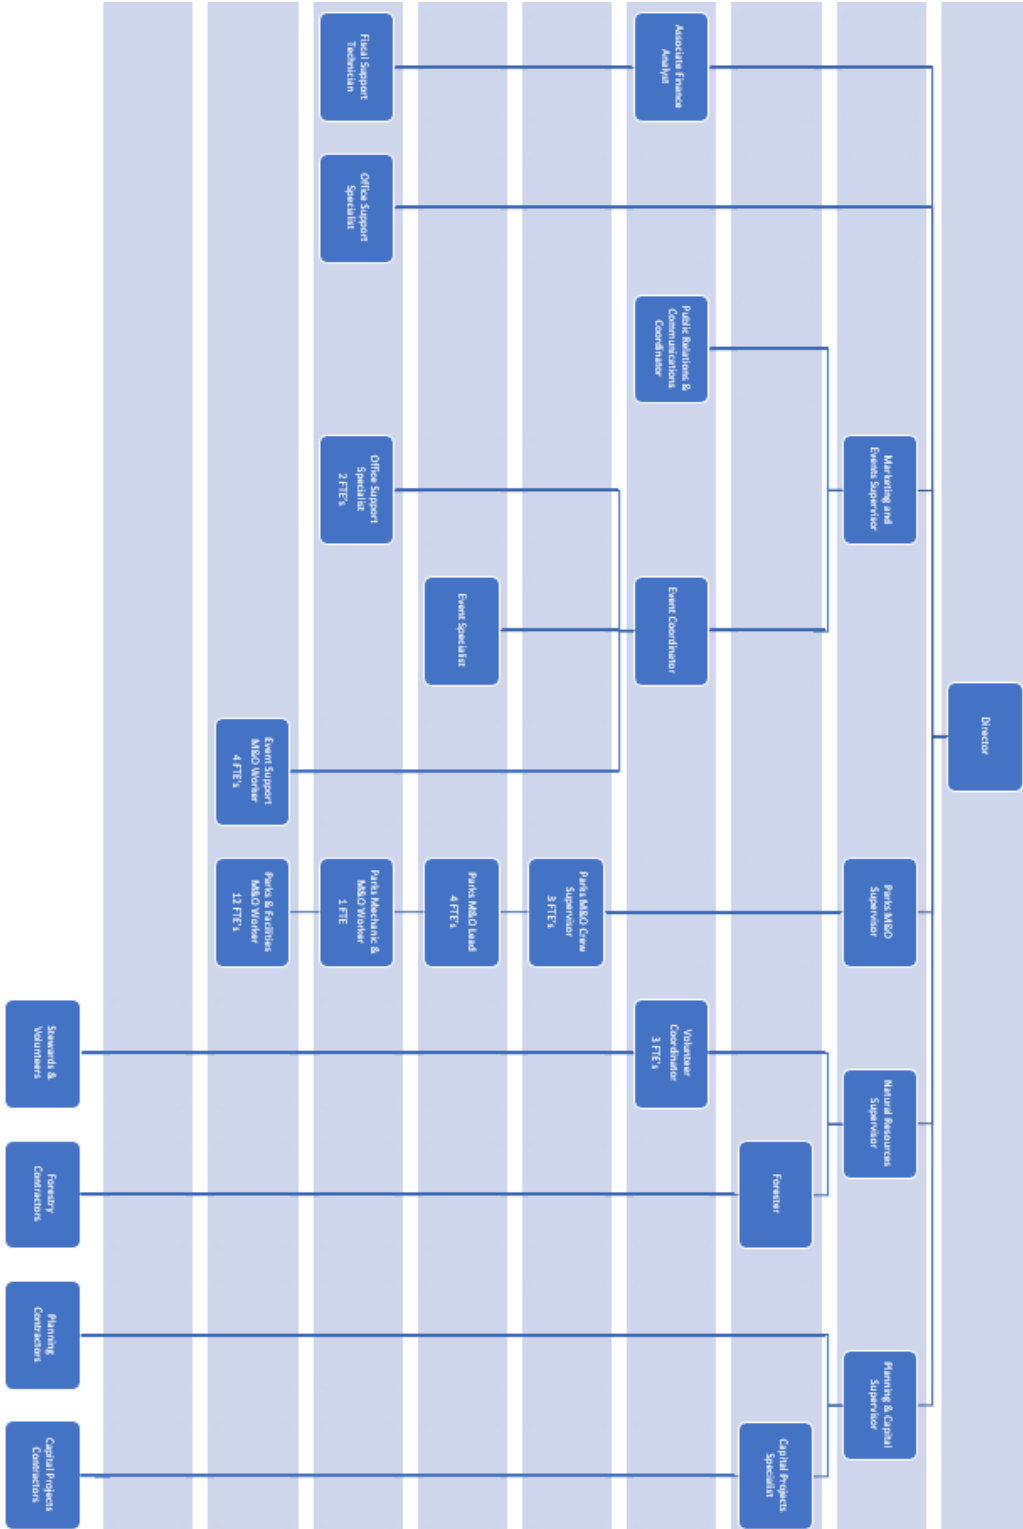 Director
Marketing and
Events Supervisor
Parks M&O
Supervisor
Natural Resources
Supervisor
Planning & Capital
Supervisor
Forester
Capital Projects
Specialist
Associate Finance
Analyst
Public Relations &
Communications
Coordinator
Event Coordinator
Volunteer
Coordinator
3 FTE's
Parks M&O Crew
Supervisor
3 FTE's
Event Specialist
Parks M&O Lead
4 FTE's
Fiscal Support
Technician
Office Support
Specialist
Office Support
Specialist
2 FTE's
Parks Mechanic &
M&O Worker
1 FTE
Event Support
M&O Worker
4 FTE's
Parks & Facilities
M&O Worker
12 FTE's
Stewards &
Volunteers
Forestry
Contractors
Planning
Contractors
Capital Projects
Contractors